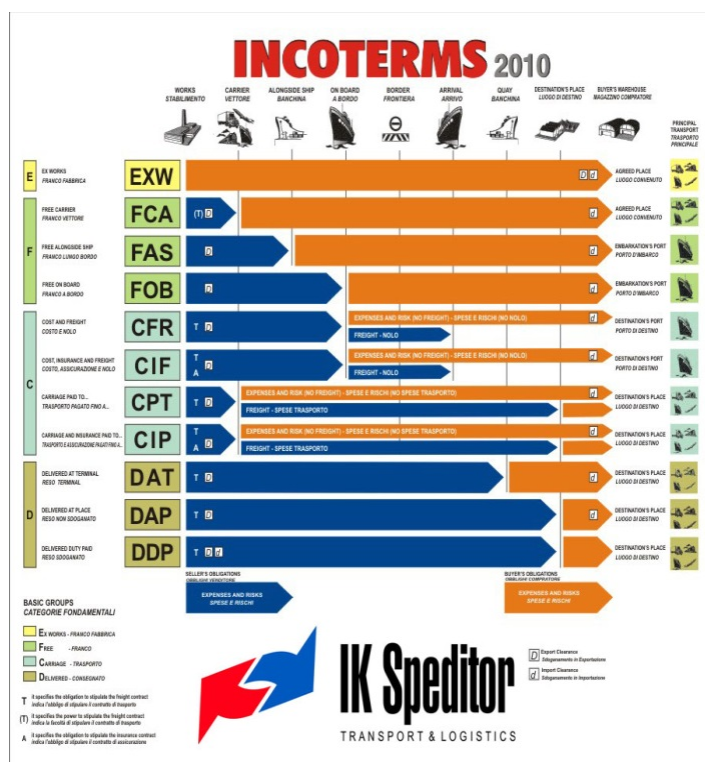 INCOTERMS 2010
WORKS
STABILIMENTO
CARRIER
VETTORE
ALONGSIDE SHIP
BANCHINA
ON BOARD
A BORDO
BORDER
FRONTIERA
ARRIVAL
ARRIVO
QUAY
BANCHINA
DESTINATION'S PLACE
LUOGO DI DESTINO
BUYER'S WAREHOUSE
MAGAZZINO COMPRATORE
PRINCIPAL
TRANSPORT
TRASPORTO
PRINCIPALE
E
EX WORKS
FRANCO FABBRICA
EXW
D d
AGREED PLACE
LUOGO CONVENUTO
F
FREE CARRIER
FRANCO VETTORE
FCA
(T) D
d
AGREED PLACE
LUOGO CONVENUTO
FREE ALONGSIDE SHIP
FRANCO LUNGO BORDO
FAS
D
d
EMBARKATION'S PORT
PORTO D'IMBARCO
FREE ON BOARD
FRANCO A BORDO
FOB
D
d
EMBARKATION'S PORT
PORTO D'IMBARCO
C
COST AND FREIGHT
COSTO E NOLO
CFR
T D
EXPENSES AND RISK (NO FREIGHT) - SPESE E RISCHI (NO NOLO)
d
FREIGHT - NOLO
DESTINATION'S PORT
PORTO DI DESTINO
COST, INSURANCE AND FREIGHT
COSTO, ASSICURAZIONE E NOLO
CIF
T
A D
EXPENSES AND RISK (NO FREIGHT) - SPESE E RISCHI (NO NOLO)
d
FREIGHT - NOLO
DESTINATION'S PORT
PORTO DI DESTINO
CARRIAGE PAID TO...
TRASPORTO PAGATO FINO A...
CPT
T D
EXPENSES AND RISK (NO FREIGHT) - SPESE E RISCHI (NO SPESE TRASPORTO)
d
FREIGHT - SPESE TRASPORTO
DESTINATION'S PLACE
LUOGO DI DESTINO
CARRIAGE AND INSURANCE PAID TO...
TRASPORTO E ASSICURAZIONE PAGATI FINO A...
CIP
T
A D
EXPENSES AND RISK (NO FREIGHT) - SPESE E RISCHI (NO SPESE TRASPORTO)
d
FREIGHT - SPESE TRASPORTO
DESTINATION'S PLACE
LUOGO DI DESTINO
D
DELIVERED AT TERMINAL
RESO TERMINAL
DAT
T D
d
DESTINATION'S PLACE
LUOGO DI DESTINO
DELIVERED AT PLACE
RESO NON SDOGANATO
DAP
T D
d
DESTINATION'S PLACE
LUOGO DI DESTINO
DELIVERED DUTY PAID
RESO SDOGANATO
DDP
T D d
DESTINATION'S PLACE
LUOGO DI DESTINO
SELLER'S OBLIGATIONS
OBBLIGHI VENDITORE
EXPENSES AND RISKS
SPESE E RISCHI
BUYER'S OBLIGATIONS
OBBLIGHI COMPRATORE
EXPENSES AND RISKS
SPESE E RISCHI
BASIC GROUPS
CATEGORIE FONDAMENTALI
EX WORKS - FRANCO FABBRICA
FREE - FRANCO
CARRIAGE - TRASPORTO
DELIVERED - CONSEGNATO
T it specifies the obligation to stipulate the freight contract
indica l'obbligo di stipulare il contratto di trasporto
(T) it specifies the power to stipulate the freight contract
indica la facoltà di stipulare il contratto di trasporto
A it specifies the obligation to stipulate the insurance contract
indica l'obbligo di stipulare il contratto di assicurazione
IK Speditor
TRANSPORT & LOGISTICS
D Export Clearance
Sdoganamento in Esportazione
d Import Clearance
Sdoganamento in Importazione